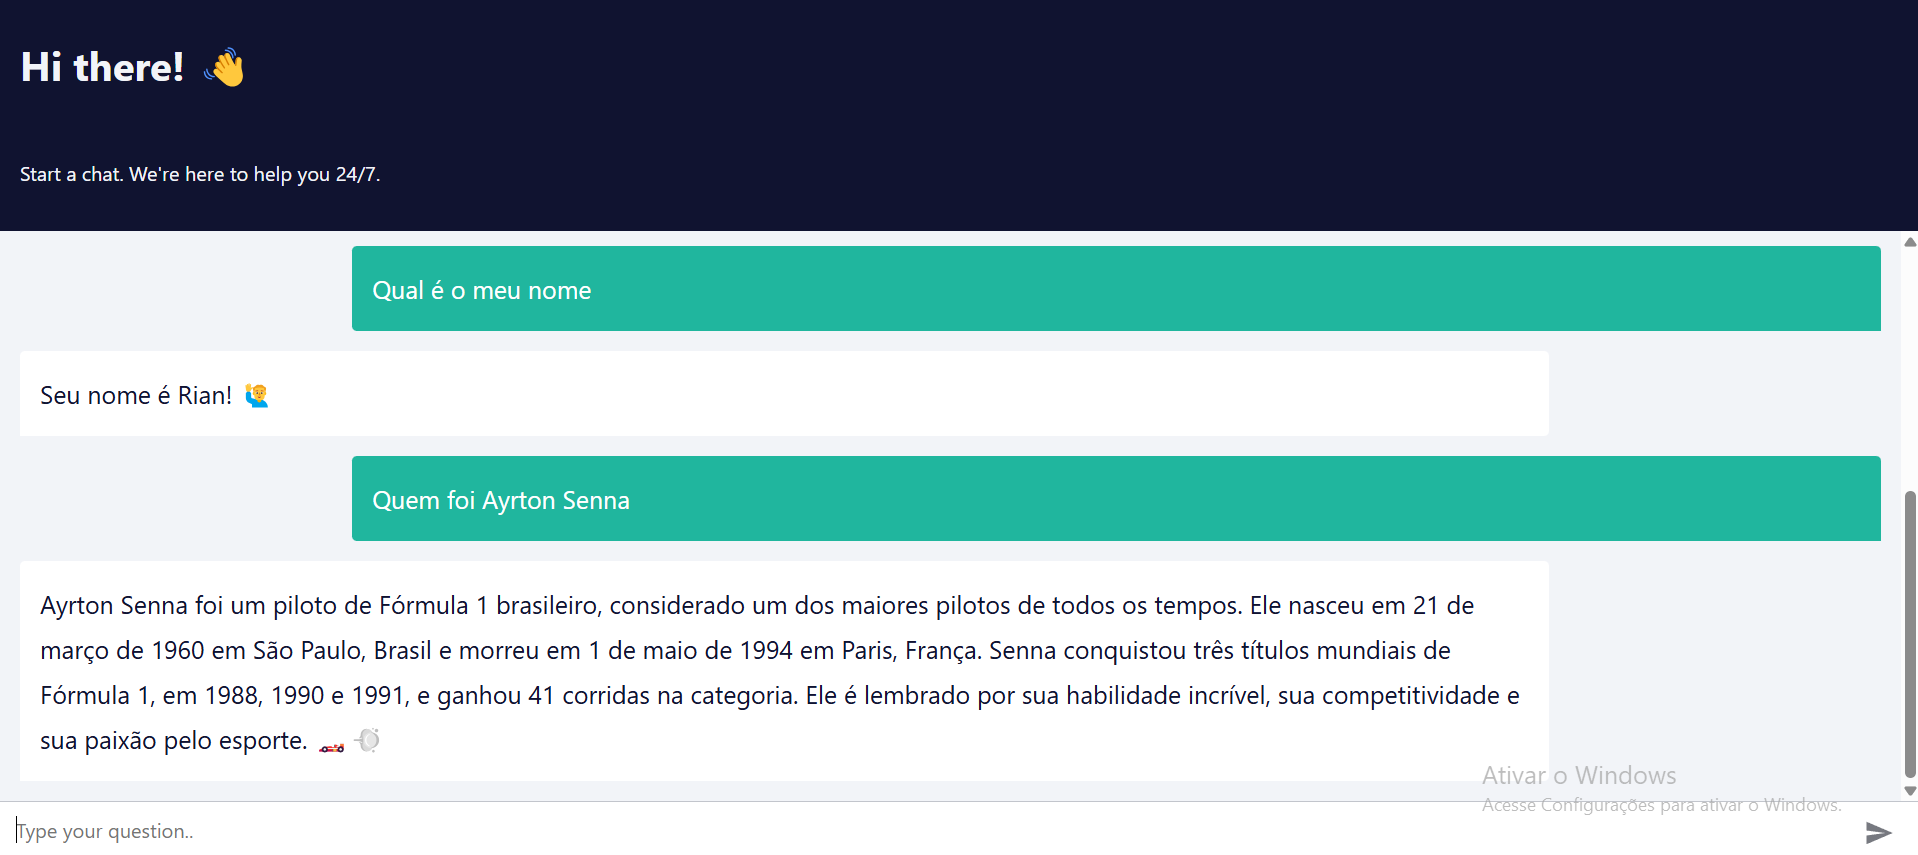 Hi there! 👋
Start a chat. We're here to help you 24/7.
Qual é o meu nome
Seu nome é Rian! 🙋‍♂️
Quem foi Ayrton Senna
Ayrton Senna foi um piloto de Fórmula 1 brasileiro, considerado um dos maiores pilotos de todos os tempos. Ele nasceu em 21 de
março de 1960 em São Paulo, Brasil e morreu em 1 de maio de 1994 em Paris, França. Senna conquistou três títulos mundiais de
Fórmula 1, em 1988, 1990 e 1991, e ganhou 41 corridas na categoria. Ele é lembrado por sua habilidade incrível, sua competitividade e
sua paixão pelo esporte. 🏎️
Ativar o Windows
Acesse Configurações para ativar o Windows.
Type your question..